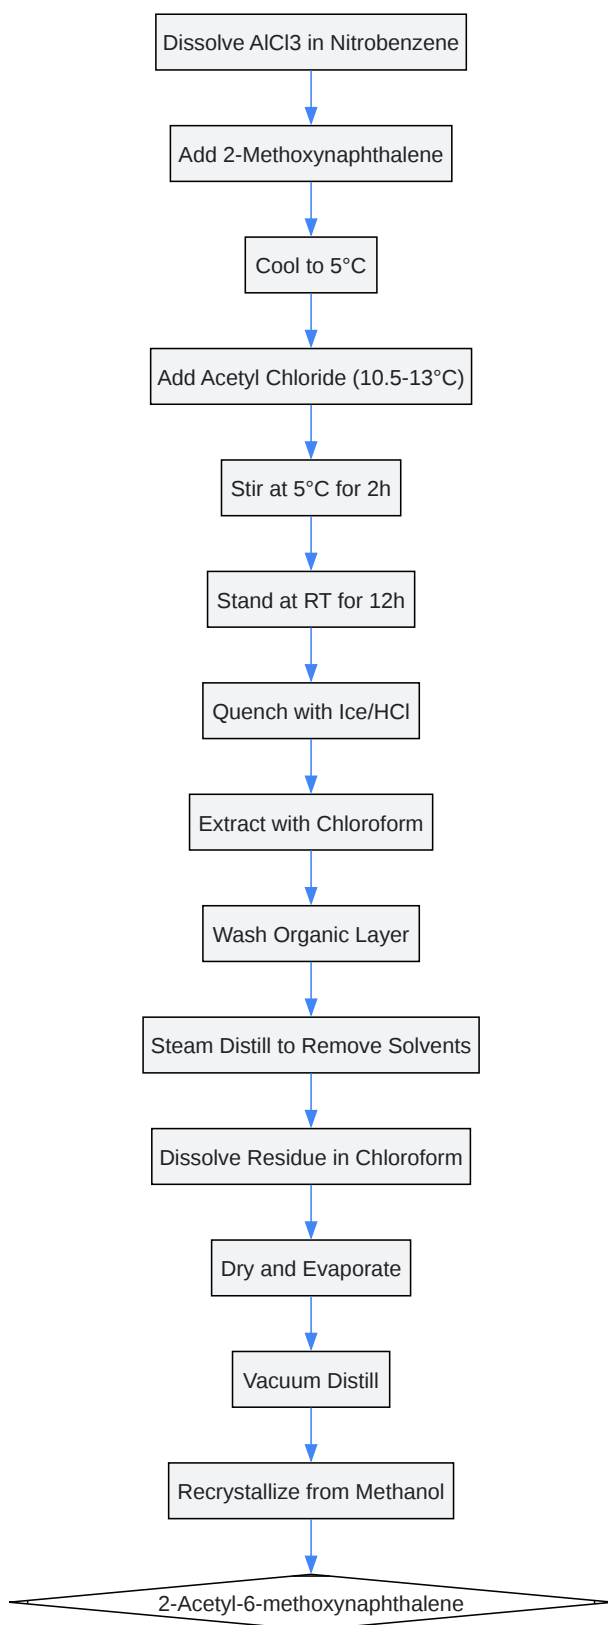 Dissolve AlCl3 in Nitrobenzene
Add 2-Methoxynaphthalene
Cool to 5°C
Add Acetyl Chloride (10.5-13°C)
Stir at 5°C for 2h
Stand at RT for 12h
Quench with Ice/HCl
Extract with Chloroform
Wash Organic Layer
Steam Distill to Remove Solvents
Dissolve Residue in Chloroform
Dry and Evaporate
Vacuum Distill
Recrystallize from Methanol
2-Acetyl-6-methoxynaphthalene